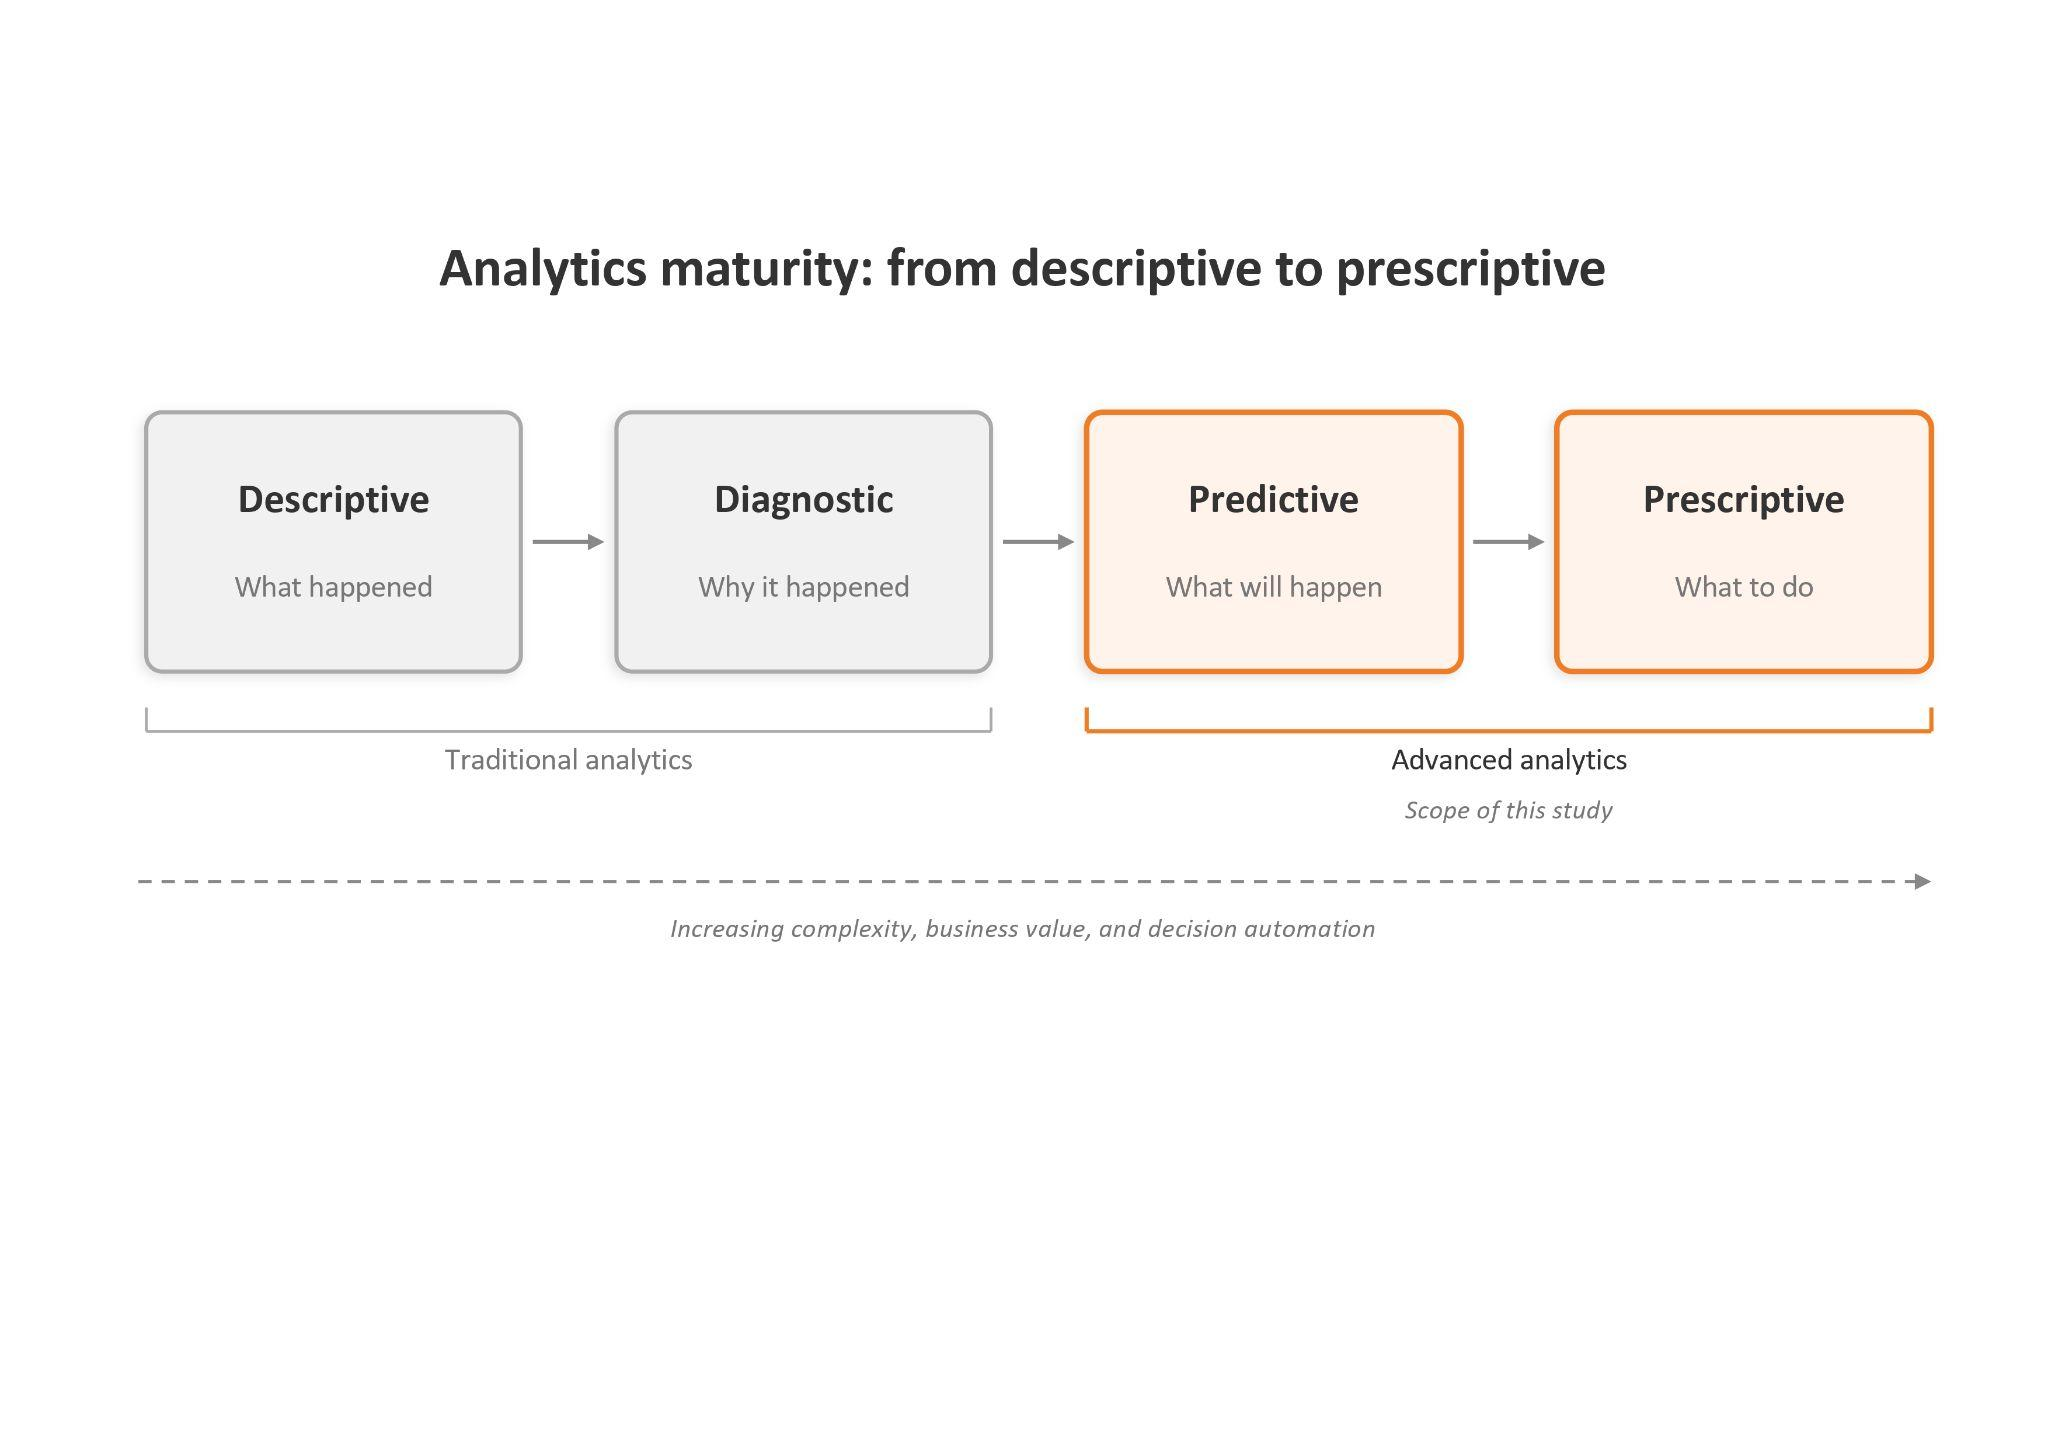 Analytics maturity: from descriptive to prescriptive
Descriptive
What happened
Diagnostic
Why it happened
Predictive
What will happen
Prescriptive
What to do
Traditional analytics
Advanced analytics
Scope of this study
Increasing complexity, business value, and decision automation